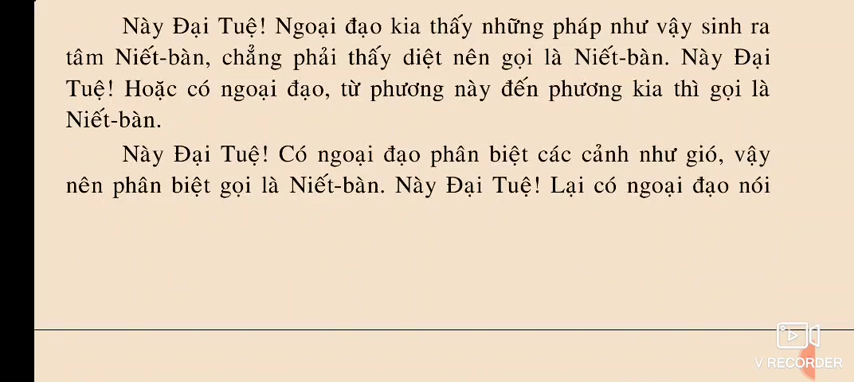 Này Đại Tuệ! Ngoại đạo kia thấy những pháp như vậy sinh ra
tâm Niết-bàn, chẳng phải thấy diệt nên gọi là Niết-bàn. Này Đại
Tuệ! Hoặc có ngoại đạo, từ phương này đến phương kia thì gọi là
Niết-bàn.
Này Đại Tuệ! Có ngoại đạo phân biệt các cảnh như gió, vậy
nên phân biệt gọi là Niết-bàn. Này Đại Tuệ! Lại có ngoại đạo nói
V RECORDER